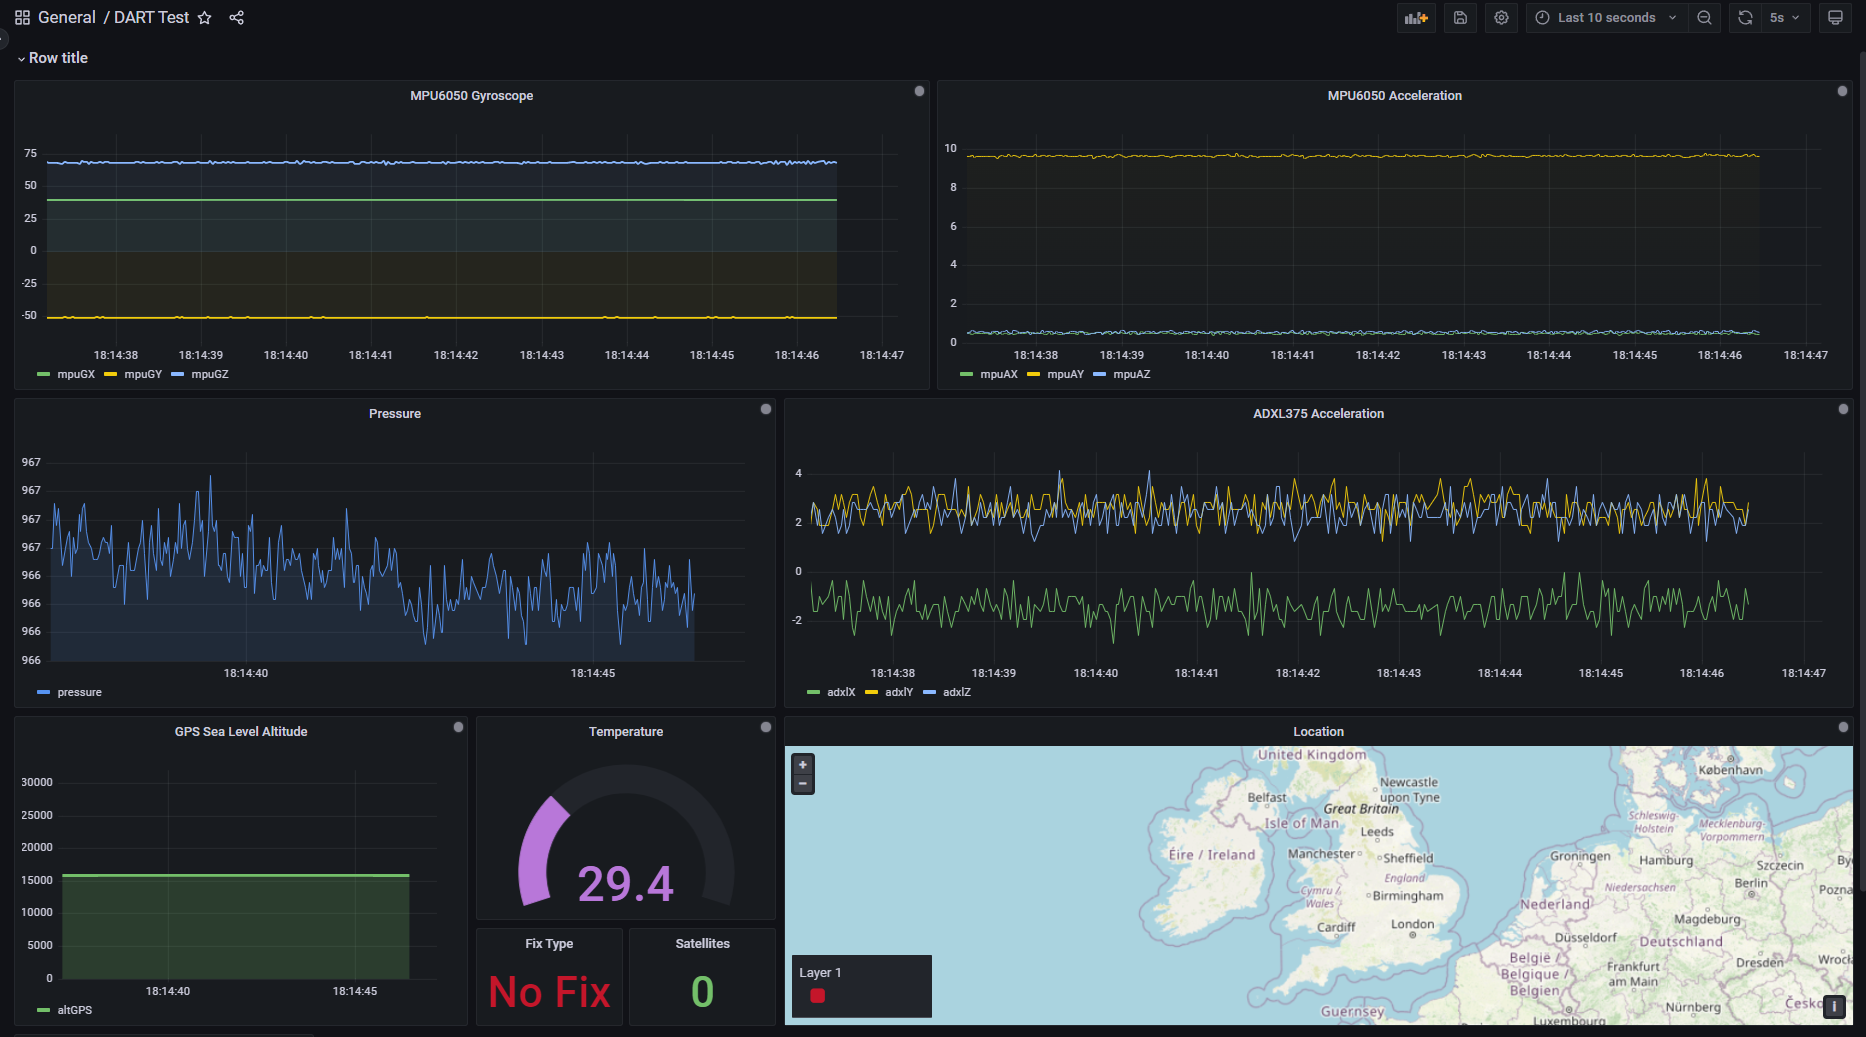 General / DART Test
Last 10 seconds
5s
Row title
MPU6050 Gyroscope
75
50
25
0
-25
-50
18:14:38 18:14:39 18:14:40 18:14:41 18:14:42 18:14:43 18:14:44 18:14:45 18:14:46 18:14:47
mpuGX mpuGY mpuGZ
MPU6050 Acceleration
10
8
6
4
2
0
18:14:38 18:14:39 18:14:40 18:14:41 18:14:42 18:14:43 18:14:44 18:14:45 18:14:46 18:14:47
mpuAX mpuAY mpuAZ
Pressure
967
967
967
967
966
966
966
966
18:14:40 18:14:45
pressure
ADXL375 Acceleration
4
2
0
-2
18:14:38 18:14:39 18:14:40 18:14:41 18:14:42 18:14:43 18:14:44 18:14:45 18:14:46 18:14:47
adxlX adxlY adxlZ
GPS Sea Level Altitude
30000
25000
20000
15000
10000
5000
0
18:14:40 18:14:45
altGPS
Temperature
29.4
Fix Type
No Fix
Satellites
0
Location
+
−
United Kingdom
København
Newcastle
upon Tyne
Belfast
Great Britain
Isle of Man
Leeds
Schleswig-
Holstein
Mecklenburg-
Vorpommern
Éire / Ireland
Manchester
Sheffield
Groningen
Hamburg
Szczecin
By
England
Cymru /
Wales
Birmingham
Niedersachsen
Berlin
Pozna
Nederland
Cardiff
London
Magdeburg
Düsseldorf
Deutschland
België /
Belgique /
Belgien
Frankfurt
am Main
Dresden
Wrocł
Layer 1
Guernsey
Nürnberg
Česko
Luxembourg
i